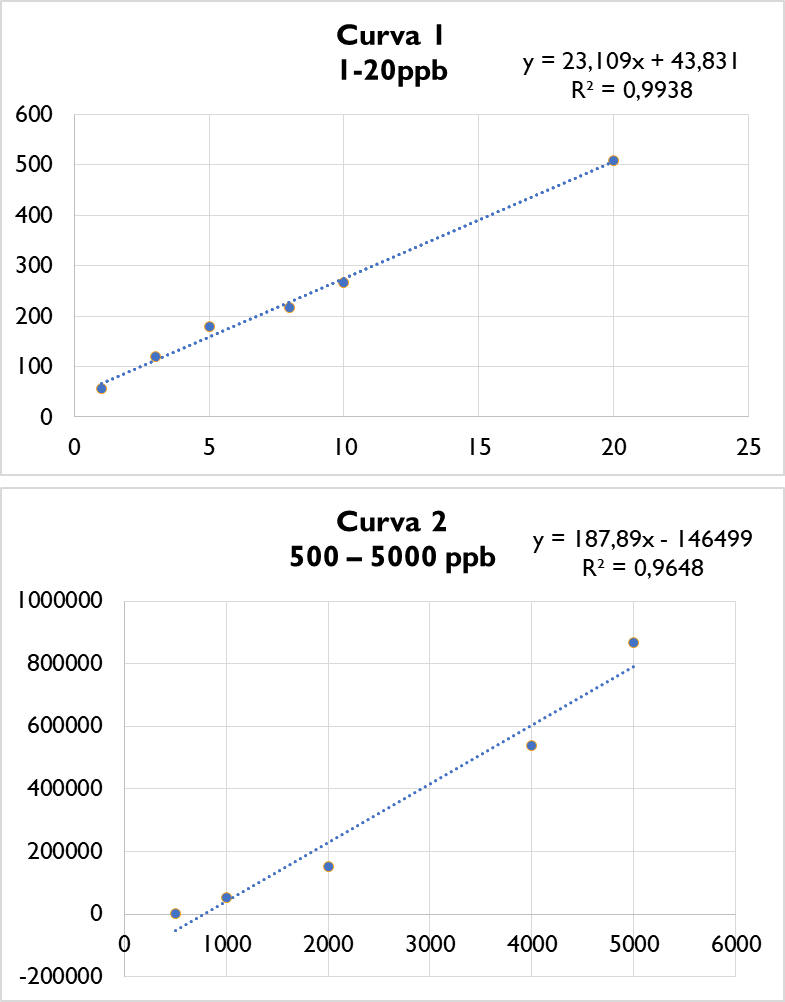 Curva 1
1-20ppb
y = 23,109x + 43,831
R² = 0,9938
600
500
400
300
200
100
0
0 5 10 15 20 25
Curva 2
500 – 5000 ppb
y = 187,89x - 146499
R² = 0,9648
1000000
800000
600000
400000
200000
0
0 1000 2000 3000 4000 5000 6000
-200000